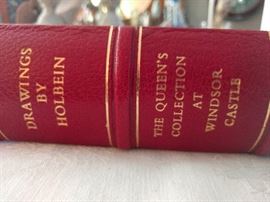 DRAWINGS
BY
HOLBEIN
THE QUEEN'S
COLLECTION
AT
WINDSOR
CASTLE